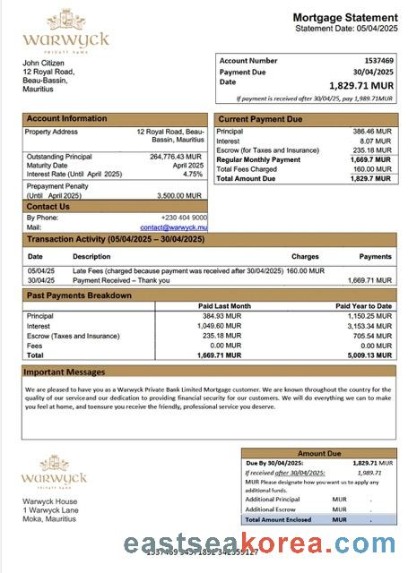 WARWYCK
PRIVATE BANK
Mortgage Statement
Statement Date: 05/04/2025
John Citizen
12 Royal Road,
Beau-Bassin,
Mauritius
Account Number 1537469
Payment Due 30/04/2025
Date
1,829.71 MUR
If payment is received after 30/04/25, pay 1,989.71MUR
Account Information
Property Address 12 Royal Road, Beau-
Bassin, Mauritius
Outstanding Principal 264,776.43 MUR
Maturity Date April 2025
Interest Rate (Until April 2025) 4.75%
Prepayment Penalty
(Until April 2025) 3,500.00 MUR
Contact Us
By Phone: +230 404 9000
Mail: contact@warwyck.mu
Current Payment Due
Principal 386.46 MUR
Interest 8.07 MUR
Escrow (for Taxes and Insurance) 235.18 MUR
Regular Monthly Payment 1,669.7 MUR
Total Fees Charged 160.00 MUR
Total Amount Due 1,829.7 MUR
Transaction Activity (05/04/2025 – 30/04/2025)
Date Description Charges Payments
05/04/25 Late Fees (charged because payment was received after 30/04/2025) 160.00 MUR
30/04/25 Payment Received – Thank you 1,669.71 MUR
Past Payments Breakdown
Paid Last Month Paid Year to Date
Principal 384.93 MUR 1,150.25 MUR
Interest 1,049.60 MUR 3,153.34 MUR
Escrow (Taxes and Insurance) 235.18 MUR 705.54 MUR
Fees 0.00 MUR 0.00 MUR
Total 1,669.71 MUR 5,009.13 MUR
Important Messages
We are pleased to have you as a Warwyck Private Bank Limited Mortgage customer. We are known throughout the country for the
quality of our serviceand our dedication to providing financial security for our customers. We will do everything we can to make
you feel at home, and toensure you receive the friendly, professional service you deserve.
WARWYCK
PRIVATE BANK
Warwyck House
1 Warwyck Lane
Moka, Mauritius
Amount Due
Due By 30/04/2025: 1,829.71 MUR
If received after 30/04/2025: 1,989.71
MUR Please designate how you want us to apply any
additional funds.
Additional Principal MUR .
Additional Escrow MUR .
Total Amount Enclosed MUR .
eastseakorea.com